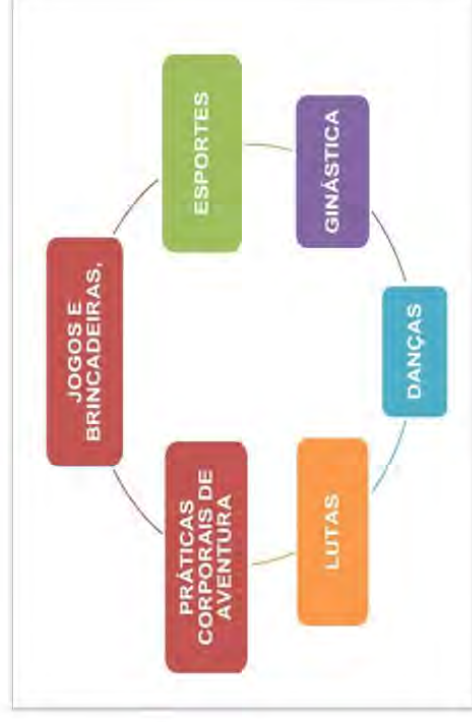 JOGOS E
BRINCADEIRAS,
ESPORTES
GINÁSTICA
DANÇAS
LUTAS
PRÁTICAS
CORPORAIS DE
AVENTURA